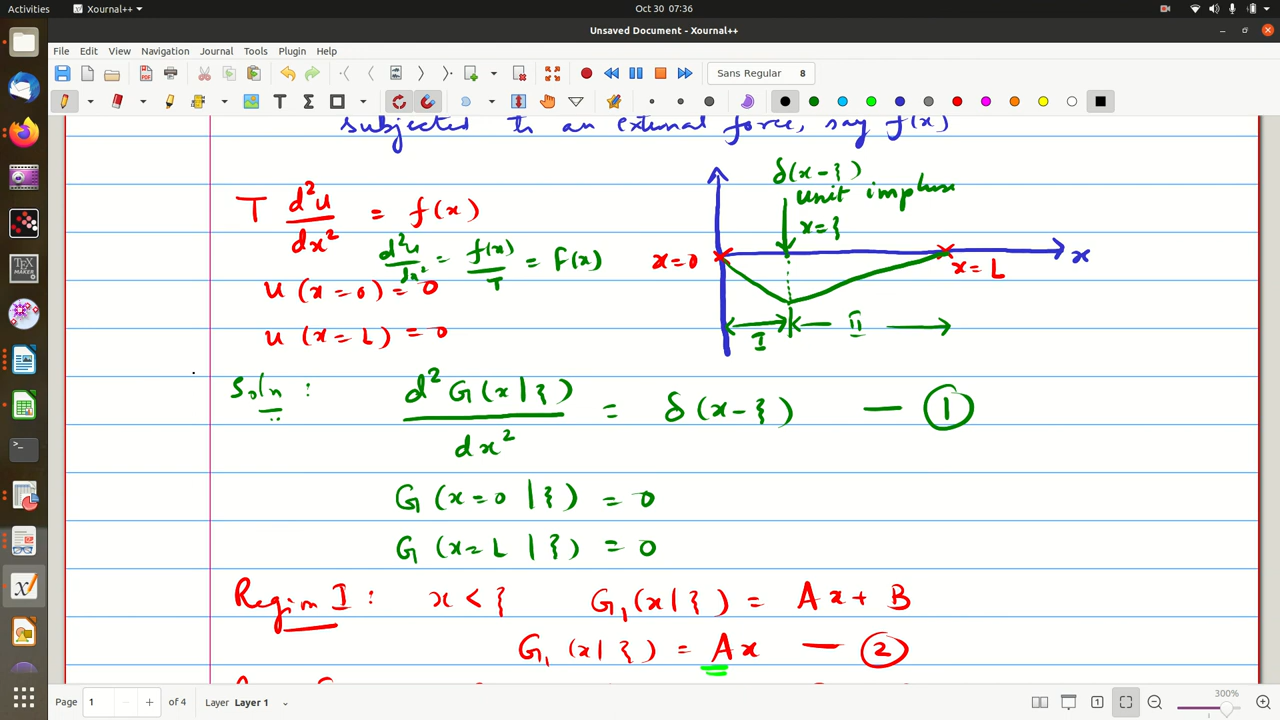 Activities Xournal++ Oct 30 07:36
Unsaved Document - Xournal++
File Edit View Navigation Journal Tools Plugin Help
Sans Regular 8
subjected to an external force, say f(x)
T d²u/dx² = f(x)
d²u/dx² = f(x)/T = F(x)
u (x=0) = 0
u (x=L) = 0
δ(x-ξ)
unit impluse
x=ξ
x=0
x=L
x
I
II
Soln :
d² G(x|ξ)/dx² = δ(x-ξ) — ①
G (x=0 | ξ) = 0
G (x=L | ξ) = 0
Region I : x < ξ G₁(x|ξ) = Ax + B
G₁ (x|ξ) = Ax — ②
Page 1 of 4 Layer Layer 1 300%